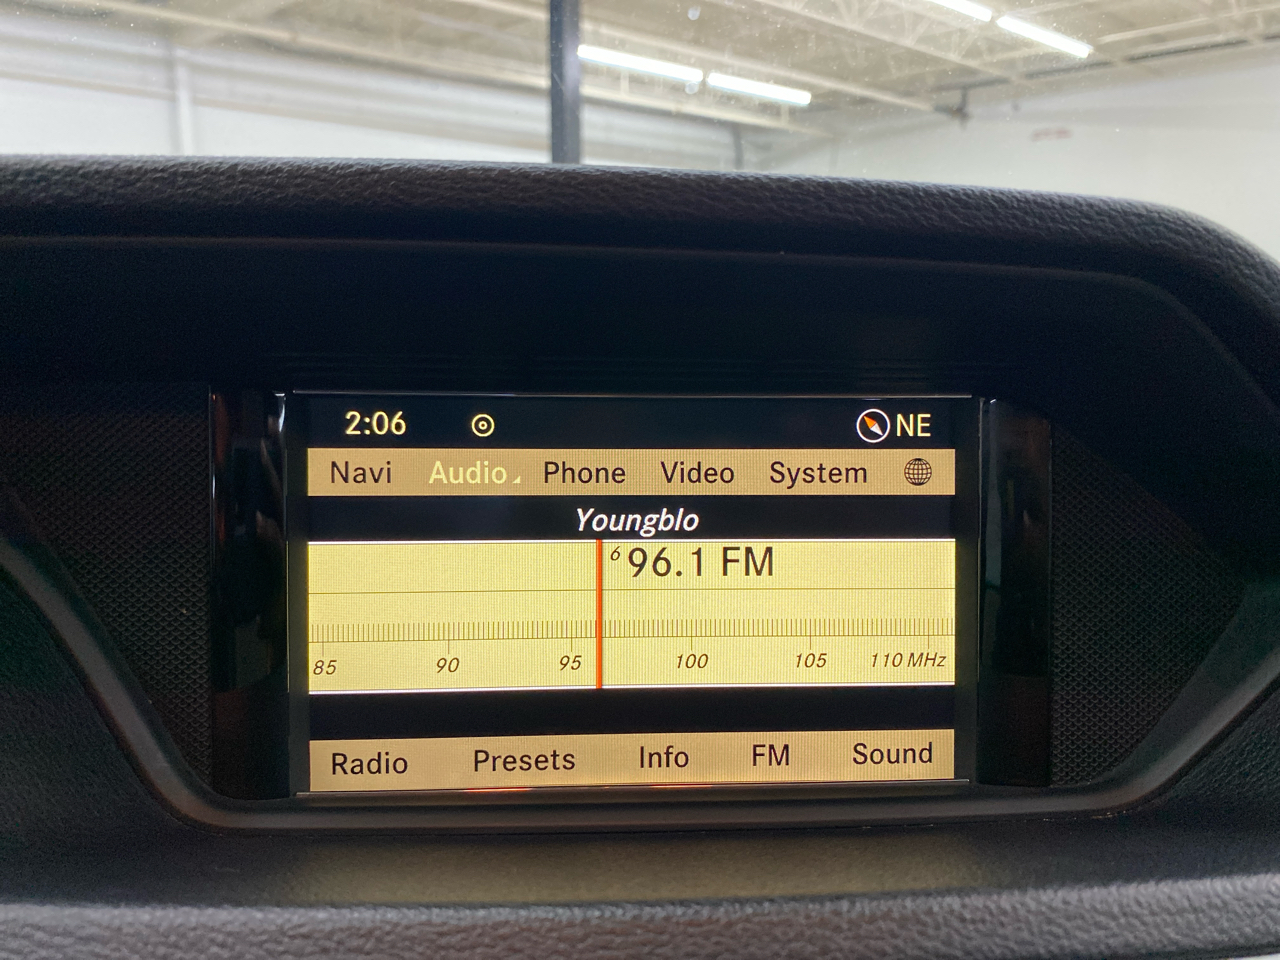 2:06 NE
Navi Audio Phone Video System
Youngblo
6 96.1 FM
85 90 95 100 105 110 MHz
Radio Presets Info FM Sound